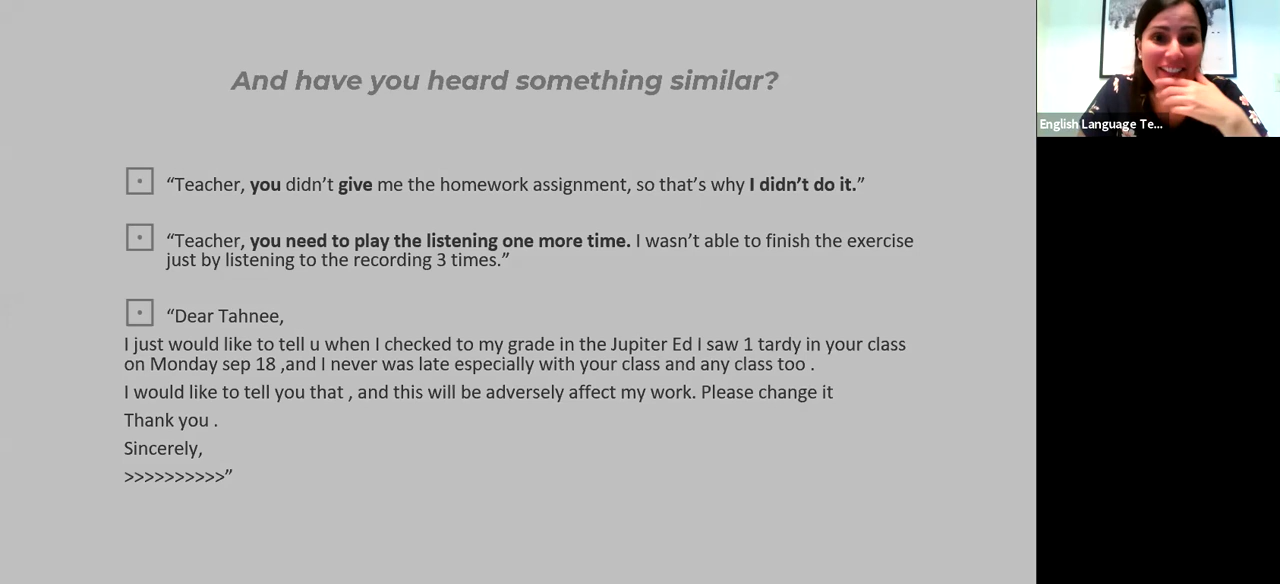 And have you heard something similar?
English Language Te...
“Teacher, you didn’t give me the homework assignment, so that’s why I didn’t do it.”
“Teacher, you need to play the listening one more time. I wasn’t able to finish the exercise
just by listening to the recording 3 times.”
“Dear Tahnee,
I just would like to tell u when I checked to my grade in the Jupiter Ed I saw 1 tardy in your class
on Monday sep 18 ,and I never was late especially with your class and any class too .
I would like to tell you that , and this will be adversely affect my work. Please change it
Thank you .
Sincerely,
>>>>>>>>>>”